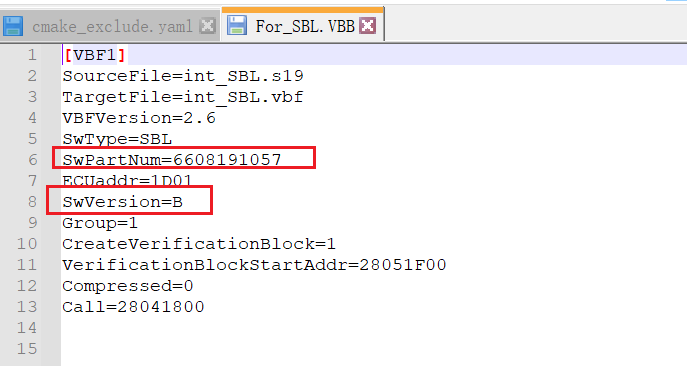 cmake_exclude.yaml For_SBL.VBB
1 [VBF1]
2 SourceFile=int_SBL.s19
3 TargetFile=int_SBL.vbf
4 VBFVersion=2.6
5 SwType=SBL
6 SwPartNum=6608191057
7 ECUaddr=1D01
8 SwVersion=B
9 Group=1
10 CreateVerificationBlock=1
11 VerificationBlockStartAddr=28051F00
12 Compressed=0
13 Call=28041800
14
15